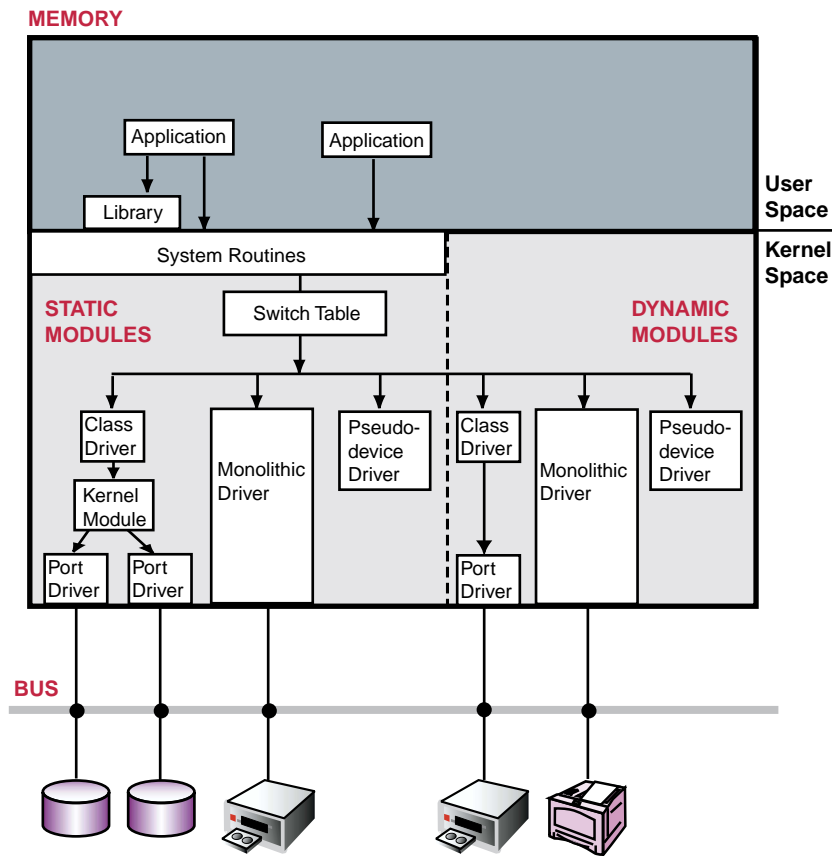 MEMORY
Application
Application
Library
User
Space
Kernel
Space
System Routines
STATIC
MODULES
Switch Table
DYNAMIC
MODULES
Class
Driver
Monolithic
Driver
Pseudo-
device
Driver
Class
Driver
Monolithic
Driver
Pseudo-
device
Driver
Kernel
Module
Port
Driver
Port
Driver
Port
Driver
BUS